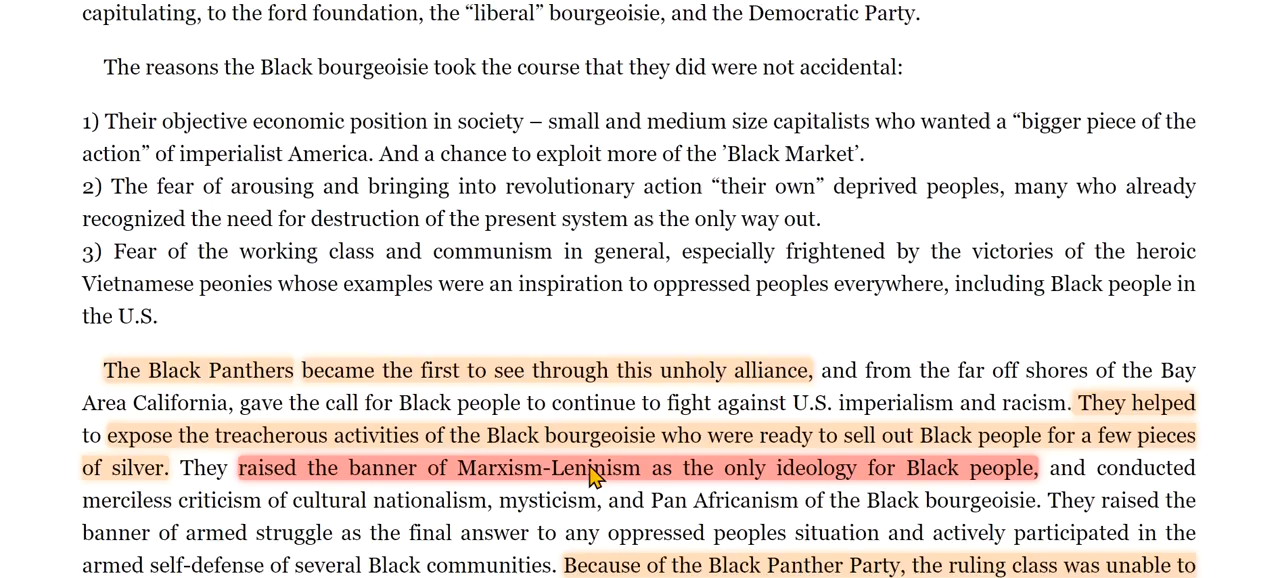 capitulating, to the ford foundation, the “liberal” bourgeoisie, and the Democratic Party.
The reasons the Black bourgeoisie took the course that they did were not accidental:
1) Their objective economic position in society – small and medium size capitalists who wanted a “bigger piece of the
action” of imperialist America. And a chance to exploit more of the ’Black Market’.
2) The fear of arousing and bringing into revolutionary action “their own” deprived peoples, many who already
recognized the need for destruction of the present system as the only way out.
3) Fear of the working class and communism in general, especially frightened by the victories of the heroic
Vietnamese peonies whose examples were an inspiration to oppressed peoples everywhere, including Black people in
the U.S.
The Black Panthers became the first to see through this unholy alliance, and from the far off shores of the Bay
Area California, gave the call for Black people to continue to fight against U.S. imperialism and racism. They helped
to expose the treacherous activities of the Black bourgeoisie who were ready to sell out Black people for a few pieces
of silver. They raised the banner of Marxism-Leninism as the only ideology for Black people, and conducted
merciless criticism of cultural nationalism, mysticism, and Pan Africanism of the Black bourgeoisie. They raised the
banner of armed struggle as the final answer to any oppressed peoples situation and actively participated in the
armed self-defense of several Black communities. Because of the Black Panther Party, the ruling class was unable to